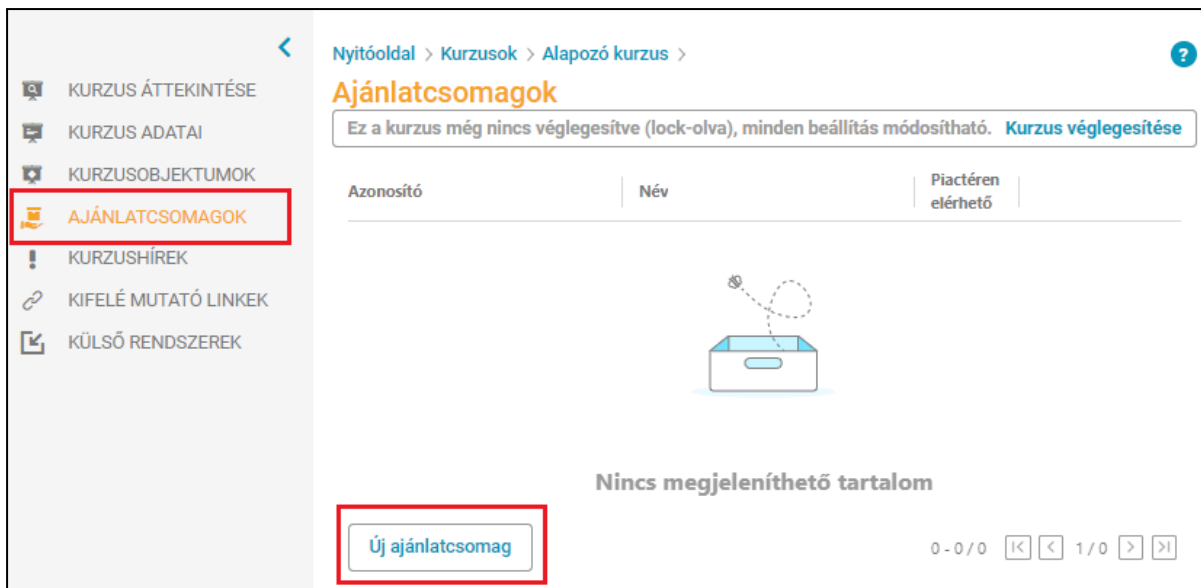 KURZUS ÁTTEKINTÉSE
KURZUS ADATAI
KURZUSOBJEKTUMOK
AJÁNLATCSOMAGOK
KURZUSHÍREK
KIFELÉ MUTATÓ LINKEK
KÜLSŐ RENDSZEREK
Nyitóoldal > Kurzusok > Alapozó kurzus >
?
Ajánlatcsomagok
Ez a kurzus még nincs véglegesítve (lock-olva), minden beállítás módosítható. Kurzus véglegesítése
Azonosító Név Piactéren
elérhető
Nincs megjeleníthető tartalom
Új ajánlatcsomag 0 - 0 / 0 1 / 0